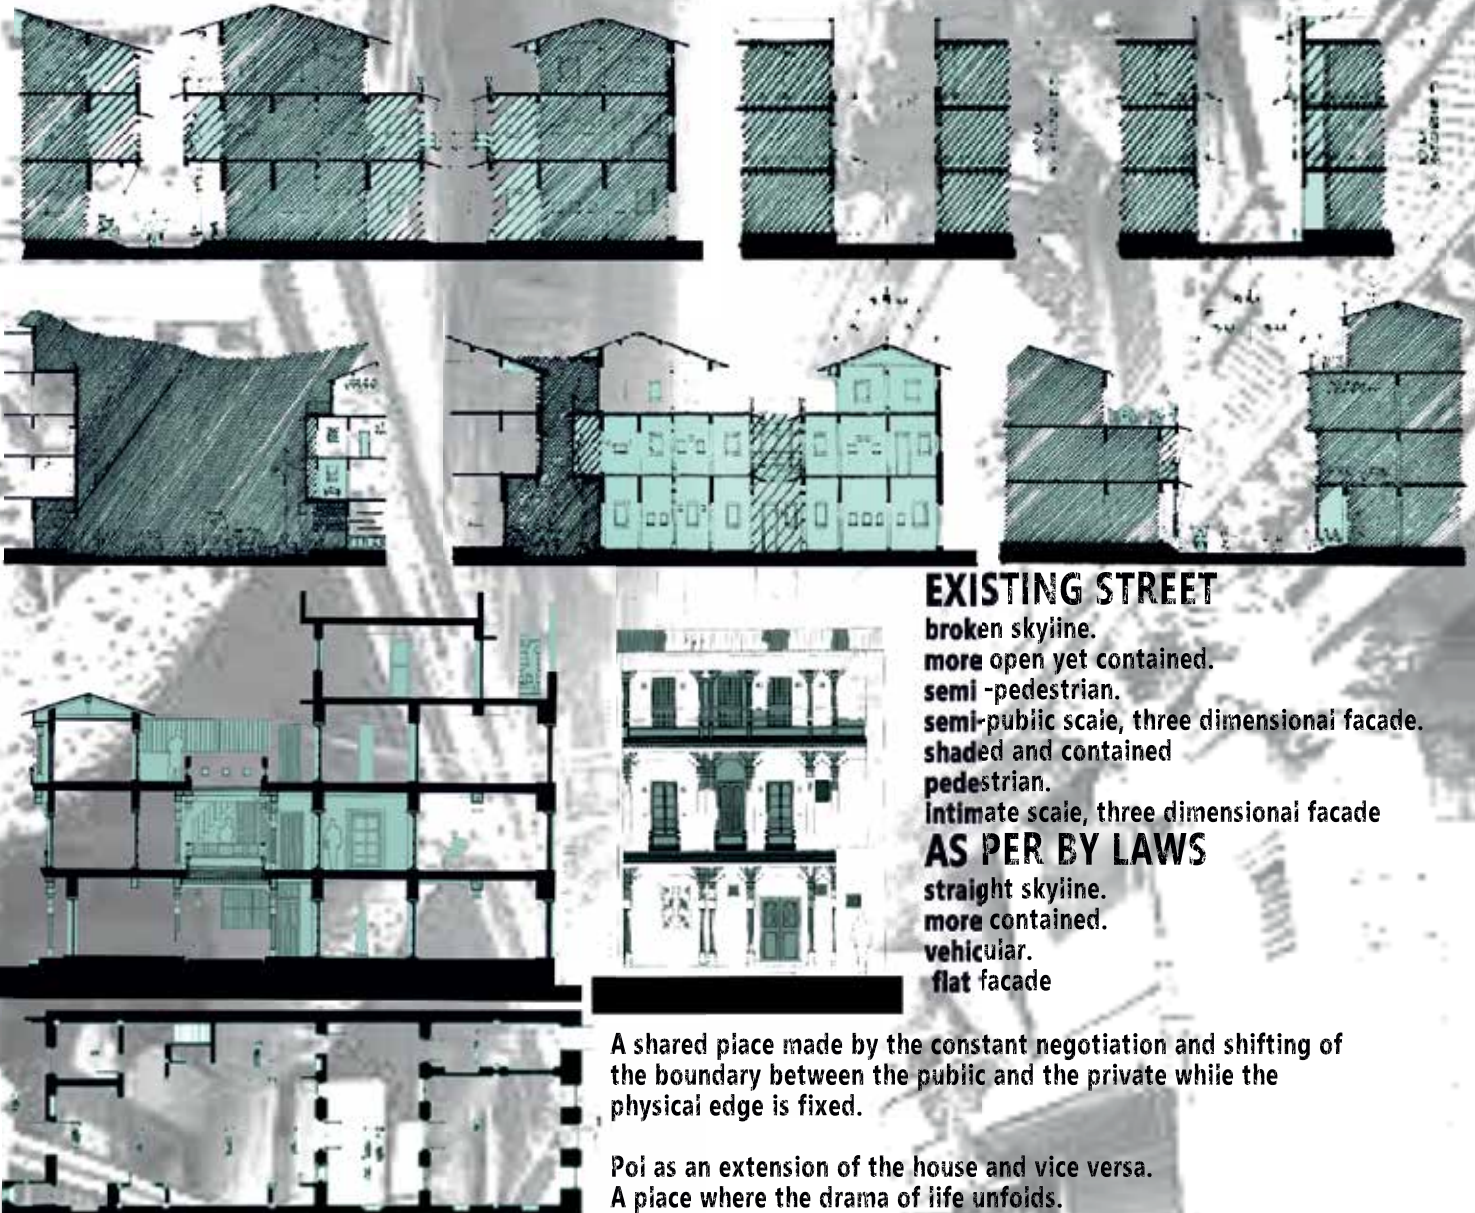 EXISTING STREET
broken skyline.
more open yet contained.
semi -pedestrian.
semi-public scale, three dimensional facade.
shaded and contained
pedestrian.
intimate scale, three dimensional facade
AS PER BY LAWS
straight skyline.
more contained.
vehicular.
flat facade
A shared place made by the constant negotiation and shifting of
the boundary between the public and the private while the
physical edge is fixed.
Pol as an extension of the house and vice versa.
A place where the drama of life unfolds.